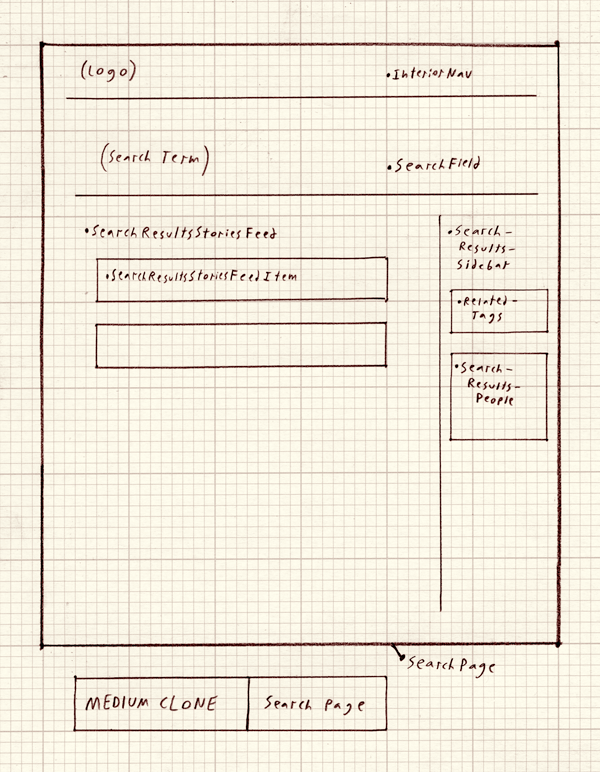 (Logo)
•InteriorNav
(Search Term)
•SearchField
•SearchResultsStoriesFeed
•SearchResultsStoriesFeedItem
•Search-
Results-
Sidebar
•Related-
Tags
•Search-
Results-
People
SearchPage
MEDIUM CLONE
Search Page